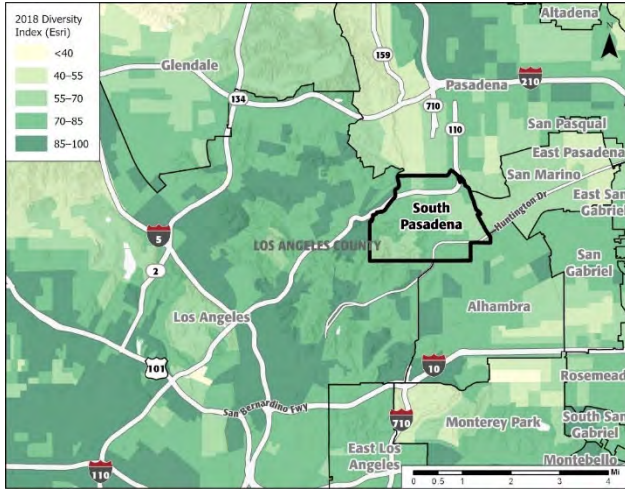 2018 Diversity
Index (Esri)
<40
40–55
55–70
70–85
85–100
Altadena
N
159
Glendale
Pasadena
210
134
710
110
San Pasqual
East Pasadena
San Marino
East San
Gabriel
South
Pasadena
Huntington Dr
5
LOS ANGELES COUNTY
2
San
Gabriel
Alhambra
Los Angeles
101
10
Rosemead
San Bernardino Fwy
710
Monterey Park
South San
Gabriel
East Los
Angeles
Montebello
110
0 0.5 1 2 3 4
Mi